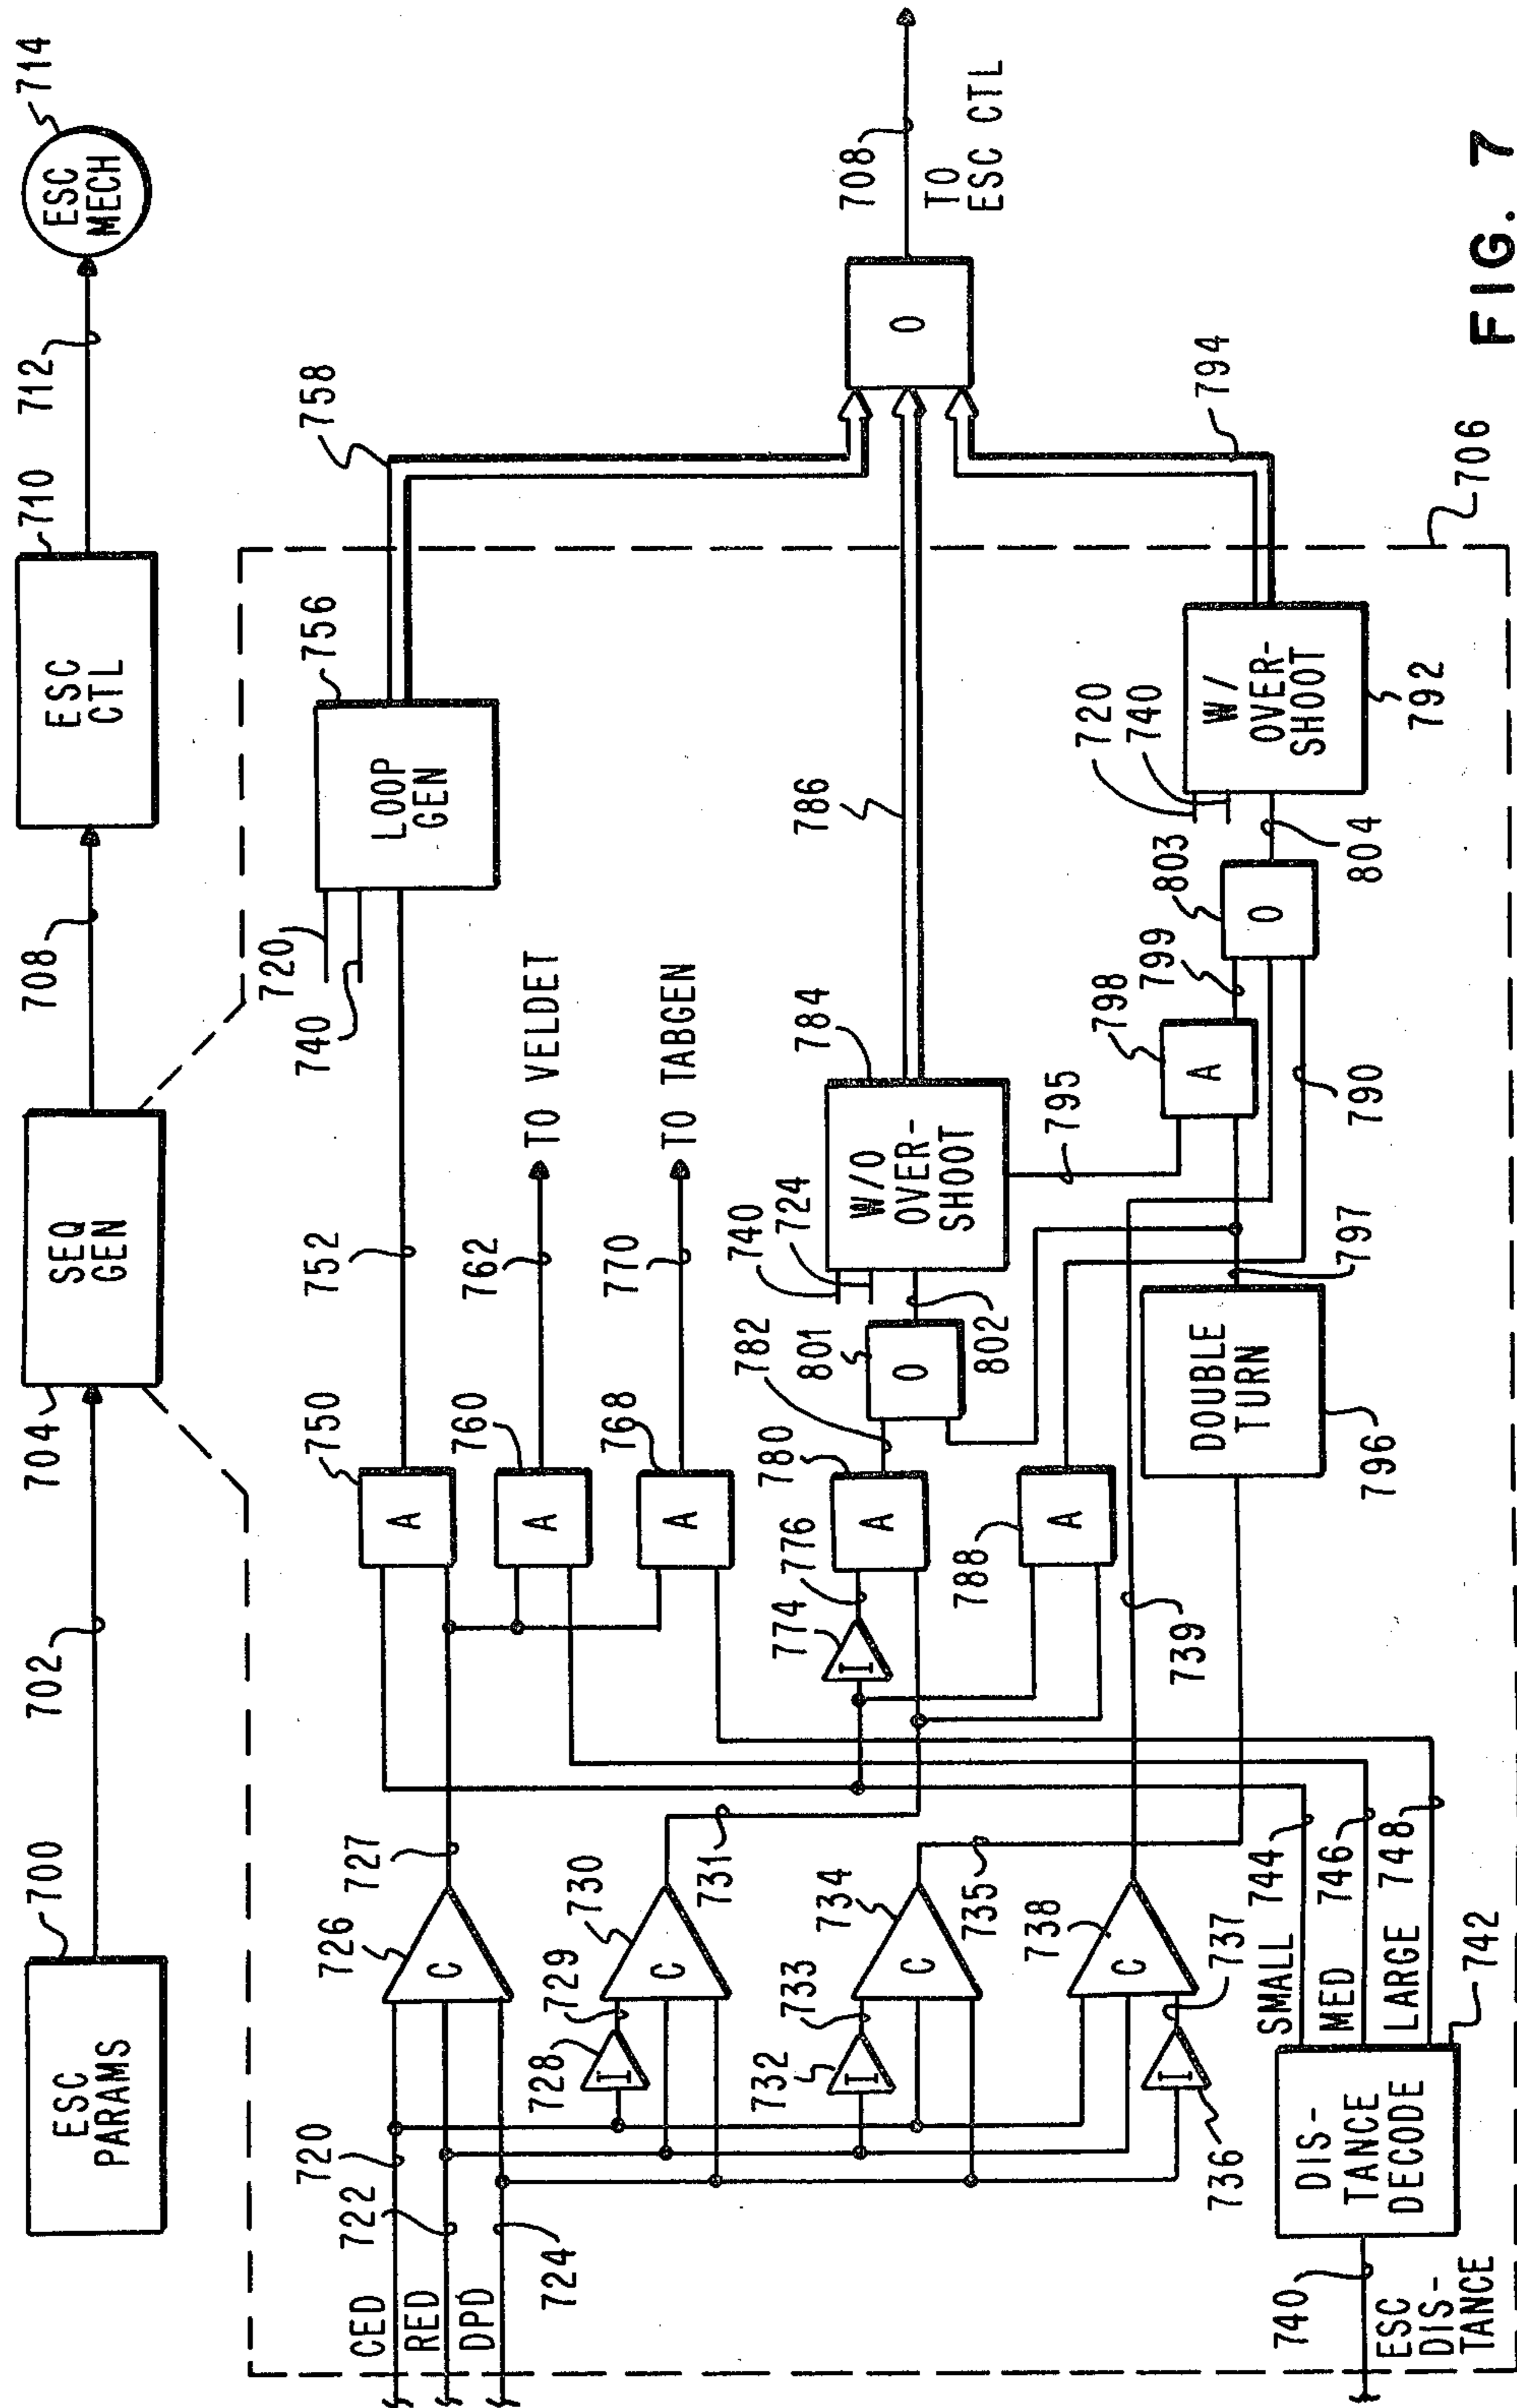 700
ESC
PARAMS
702
704
SEQ
GEN
708
710
ESC
CTL
712
714
ESC
MECH
CED
RED
DPD
720
722
724
726
C
727
728
I
729
730
C
731
732
I
733
734
C
735
736
I
737
738
C
739
740
ESC
DIS-
TANCE
DIS-
TANCE
DECODE
742
SMALL
744
MED
746
LARGE
748
750
A
752
720
740
756
LOOP
GEN
758
760
A
762
TO VELDET
768
A
770
TO TABGEN
774
I
776
780
A
782
801
O
802
740
724
784
W/O
OVER-
SHOOT
786
788
A
790
795
DOUBLE
TURN
796
797
798
A
799
803
O
804
720
740
W/
OVER-
SHOOT
792
794
O
708
TO
ESC CTL
706
FIG. 7